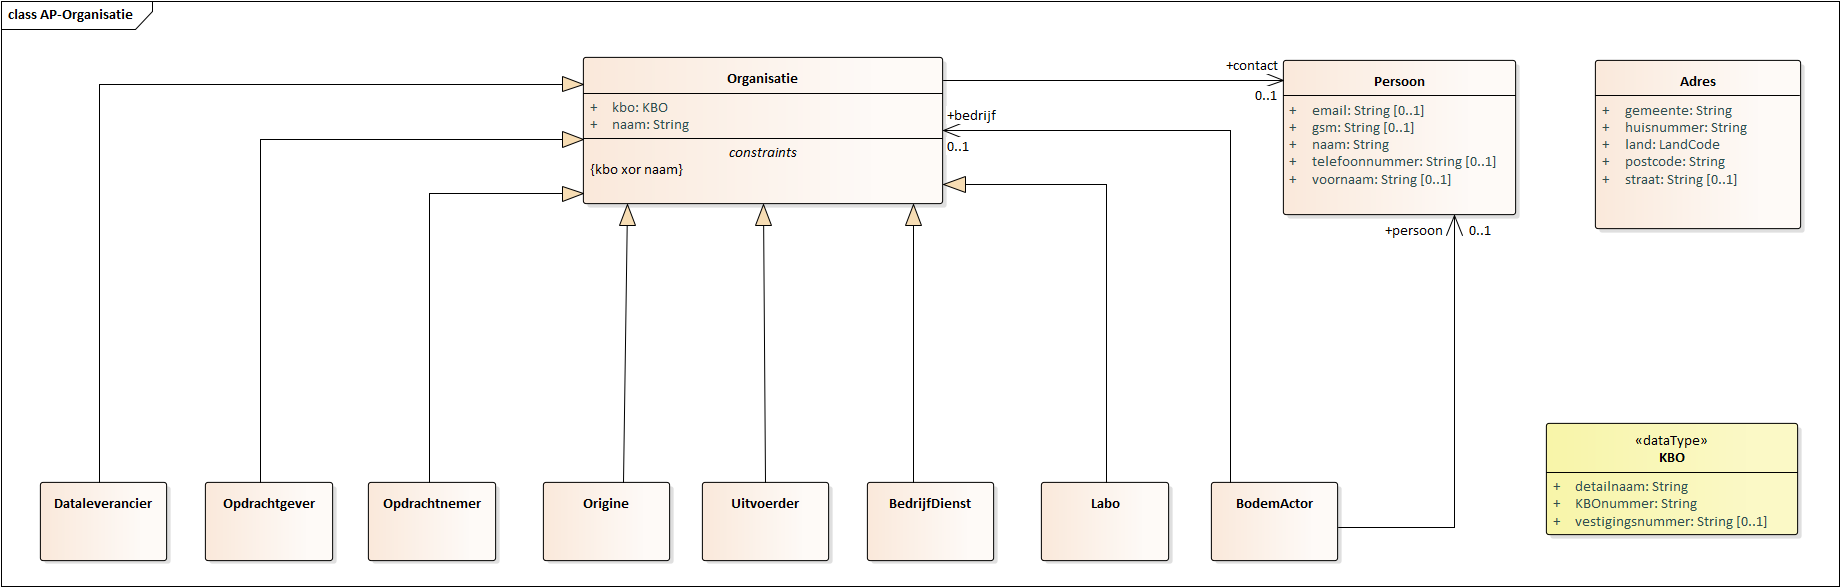 class AP-Organisatie
Organisatie
+ kbo: KBO
+ naam: String
constraints
{kbo xor naam}
+contact
0..1
+bedrijf
0..1
Persoon
+ email: String [0..1]
+ gsm: String [0..1]
+ naam: String
+ telefoonnummer: String [0..1]
+ voornaam: String [0..1]
+persoon
0..1
Adres
+ gemeente: String
+ huisnummer: String
+ land: LandCode
+ postcode: String
+ straat: String [0..1]
«dataType»
KBO
+ detailnaam: String
+ KBOnummer: String
+ vestigingsnummer: String [0..1]
Dataleverancier
Opdrachtgever
Opdrachtnemer
Origine
Uitvoerder
BedrijfDienst
Labo
BodemActor